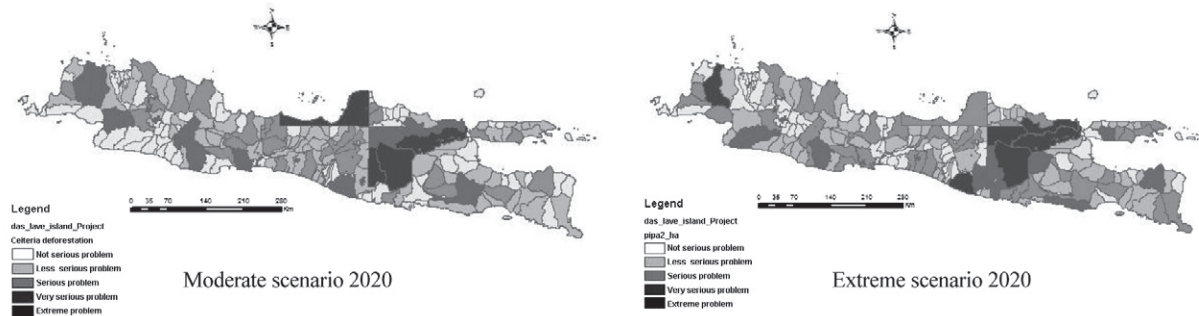 N
W
E
S
Legend
das_lave_island_Project
Celteria deforestation
Not serious problem
Less serious problem
Serious problem
Very serious problem
Extreme problem
0 35 70 140 210 280
Km
Moderate scenario 2020
N
W
E
S
Legend
das_lave_island_Project
pipa2_ha
Not serious problem
Less serious problem
Serious problem
Very serious problem
Extreme problem
0 35 70 140 210 280
Km
Extreme scenario 2020